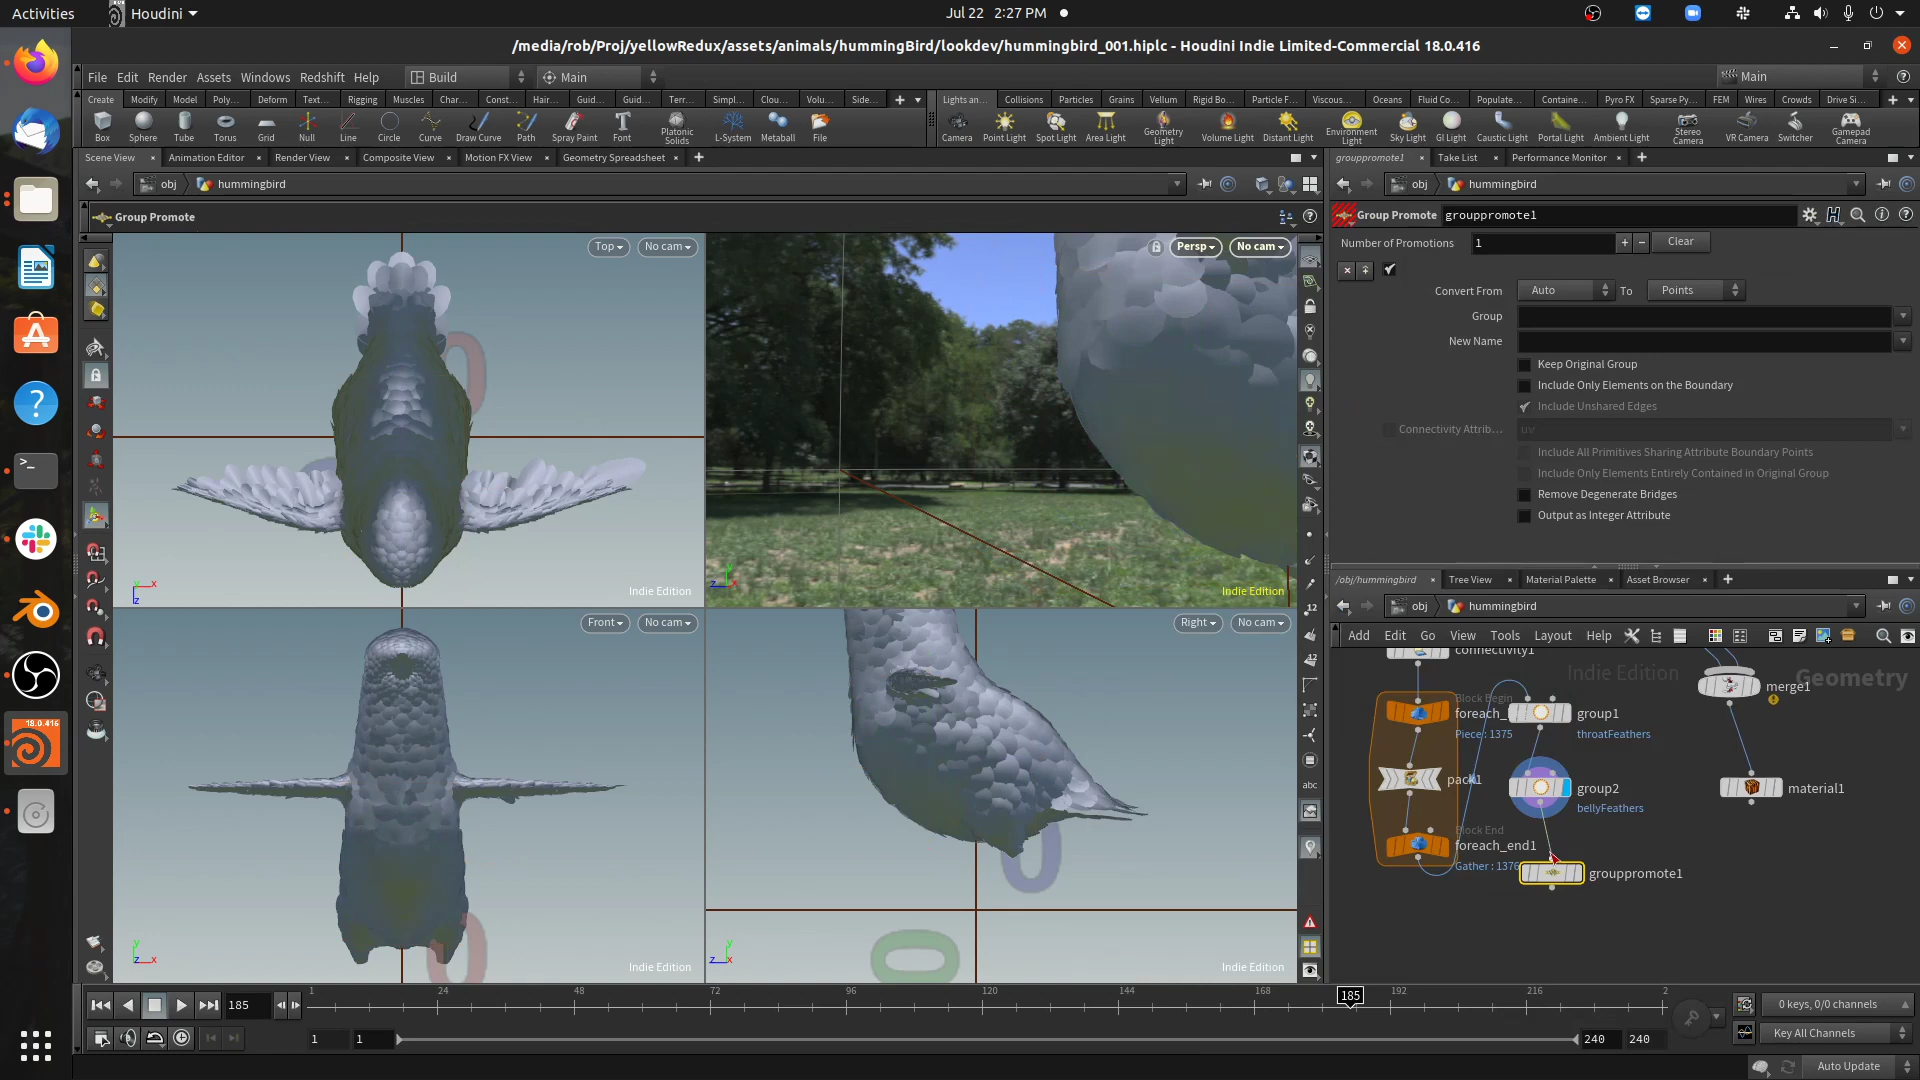 Activities Houdini Jul 22 2:27 PM
/media/rob/Proj/yellowRedux/assets/animals/hummingBird/lookdev/hummingbird_001.hiplc - Houdini Indie Limited-Commercial 18.0.416
File Edit Render Assets Windows Redshift Help Build Main Main
Create Modify Model Poly... Deform Text... Rigging Muscles Char... Const... Hair... Guid... Guid... Terr... Simpl... Clou... Volu... Side...
Lights an... Collisions Particles Grains Vellum Rigid Bo... Particle F... Viscous... Oceans Fluid Co... Populate... Containe... Pyro FX Sparse Py... FEM Wires Crowds Drive Si...
Box Sphere Tube Torus Grid Null Line Circle Curve Draw Curve Path Spray Paint Font Platonic Solids L-System Metaball File
Camera Point Light Spot Light Area Light Geometry Light Volume Light Distant Light Environment Light Sky Light GI Light Caustic Light Portal Light Ambient Light Stereo Camera VR Camera Switcher Gamepad Camera
Scene View Animation Editor Render View Composite View Motion FX View Geometry Spreadsheet
grouppromote1 Take List Performance Monitor
obj hummingbird
obj hummingbird
Group Promote
Group Promote grouppromote1
Top No cam
Persp No cam
Number of Promotions 1 Clear
Convert From Auto To Points
Group
New Name
Keep Original Group
Include Only Elements on the Boundary
Include Unshared Edges
Connectivity Attrib... uv
Include All Primitives Sharing Attribute Boundary Points
Include Only Elements Entirely Contained in Original Group
Remove Degenerate Bridges
Output as Integer Attribute
Indie Edition
Indie Edition
/obj/hummingbird Tree View Material Palette Asset Browser
obj hummingbird
Front No cam
Right No cam
Add Edit Go View Tools Layout Help
Indie Edition Geometry
connectivity1
merge1
Block Begin
foreach_
Piece : 1375
group1
throatFeathers
pack1
group2
bellyFeathers
material1
Block End
foreach_end1
Gather : 1376
grouppromote1
abc
Indie Edition
Indie Edition
185
1 24 48 72 96 120 144 168 185 192 216 2
0 keys, 0/0 channels
1 1 240 240
Key All Channels
Auto Update
18.0.416